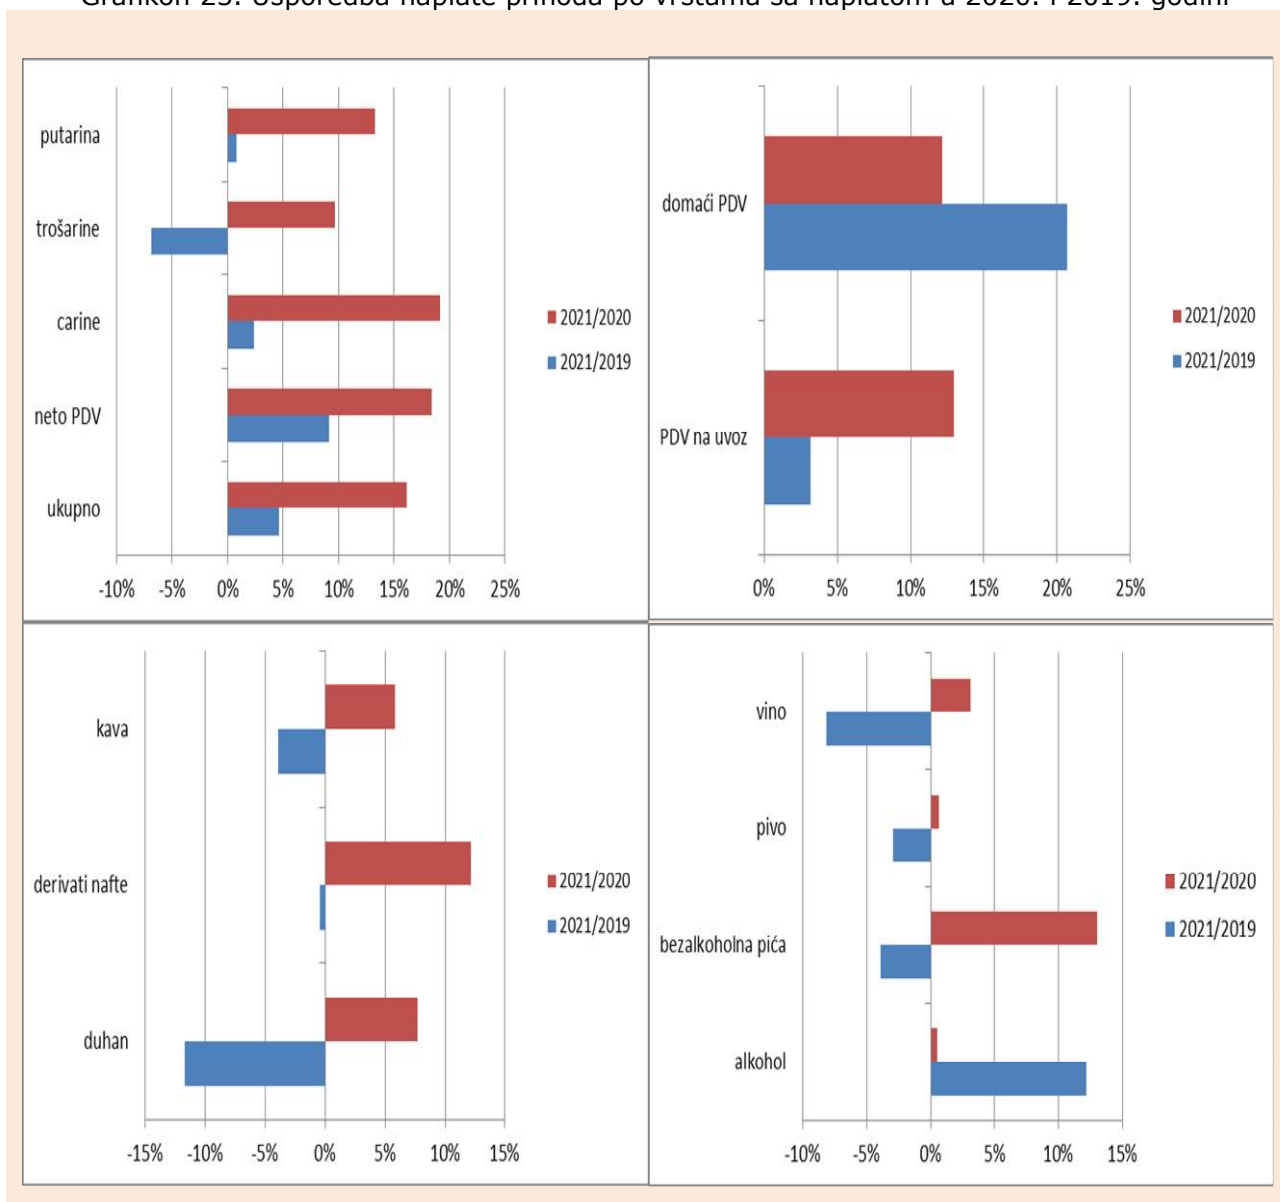 Grafikon 25: Usporedba naplate prihoda po vrstama sa naplatom u 2020. i 2019. godini
putarina
trošarine
carine
neto PDV
ukupno
-10% -5% 0% 5% 10% 15% 20% 25%
2021/2020
2021/2019
domaći PDV
PDV na uvoz
0% 5% 10% 15% 20% 25%
2021/2020
2021/2019
kava
derivati nafte
duhan
-15% -10% -5% 0% 5% 10% 15%
2021/2020
2021/2019
vino
pivo
bezalkoholna pića
alkohol
-10% -5% 0% 5% 10% 15%
2021/2020
2021/2019